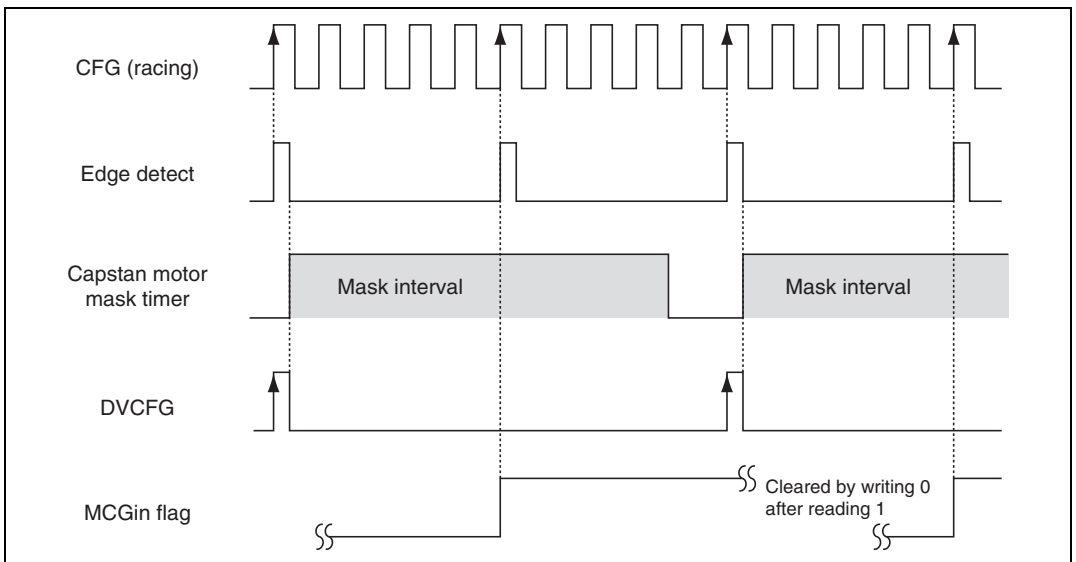 CFG (racing)
Edge detect
Capstan motor
mask timer
Mask interval
Mask interval
DVCFG
MCGin flag
Cleared by writing 0
after reading 1